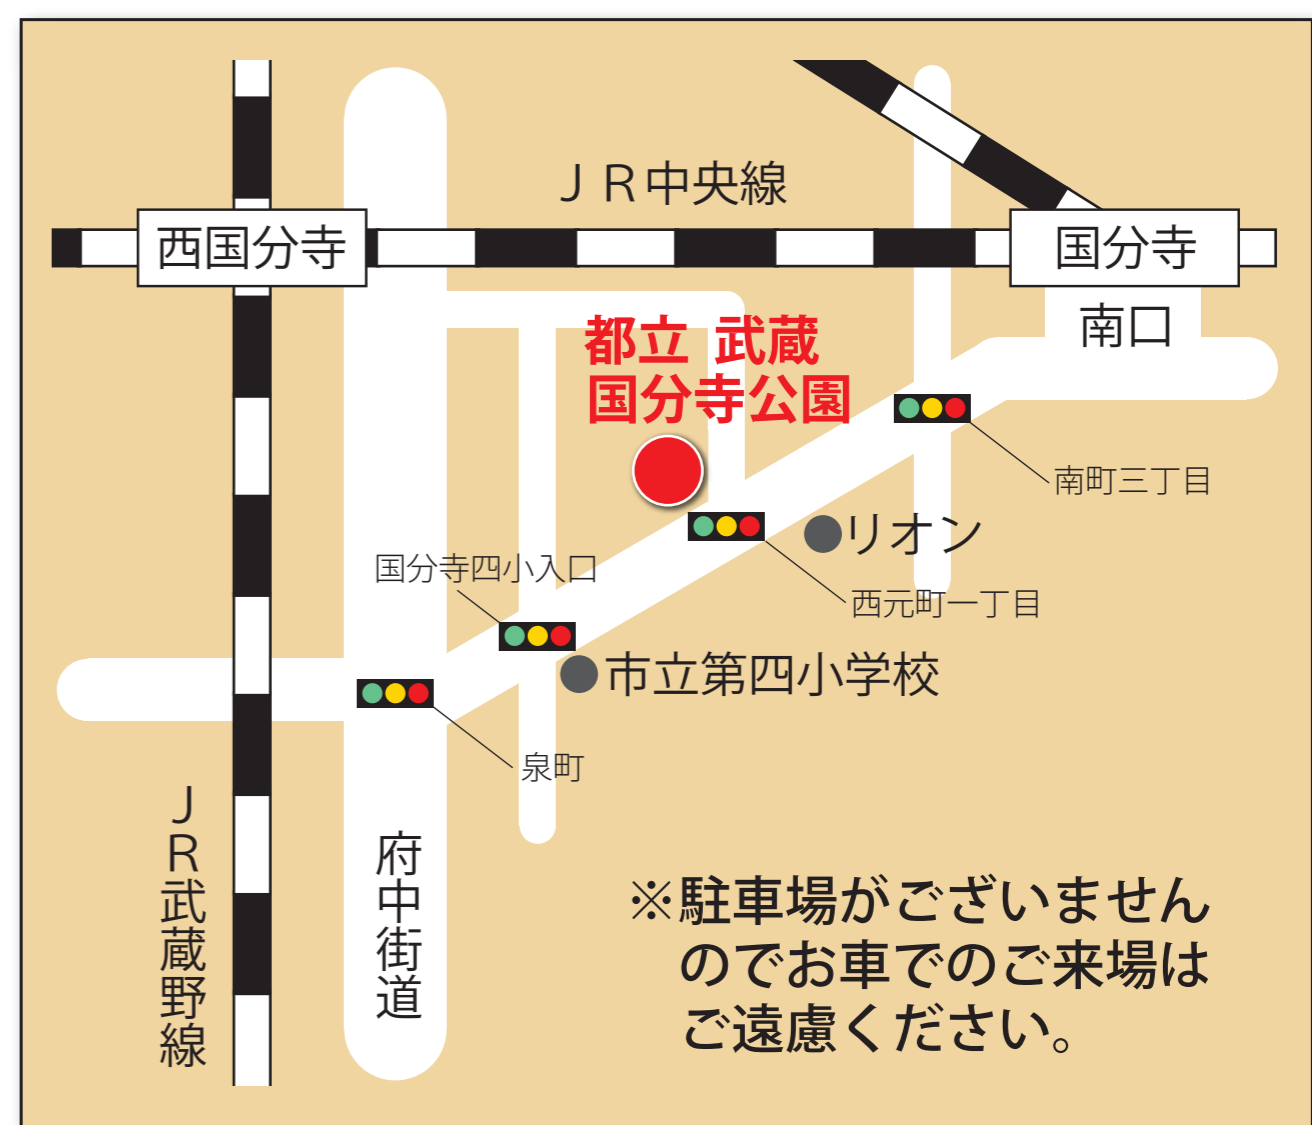 ＪＲ中央線
西国分寺
国分寺
南口
都立 武蔵
国分寺公園
南町三丁目
リオン
国分寺四小入口
西元町一丁目
市立第四小学校
泉町
ＪＲ武蔵野線
府中街道
※駐車場がございません
のでお車でのご来場は
ご遠慮ください。